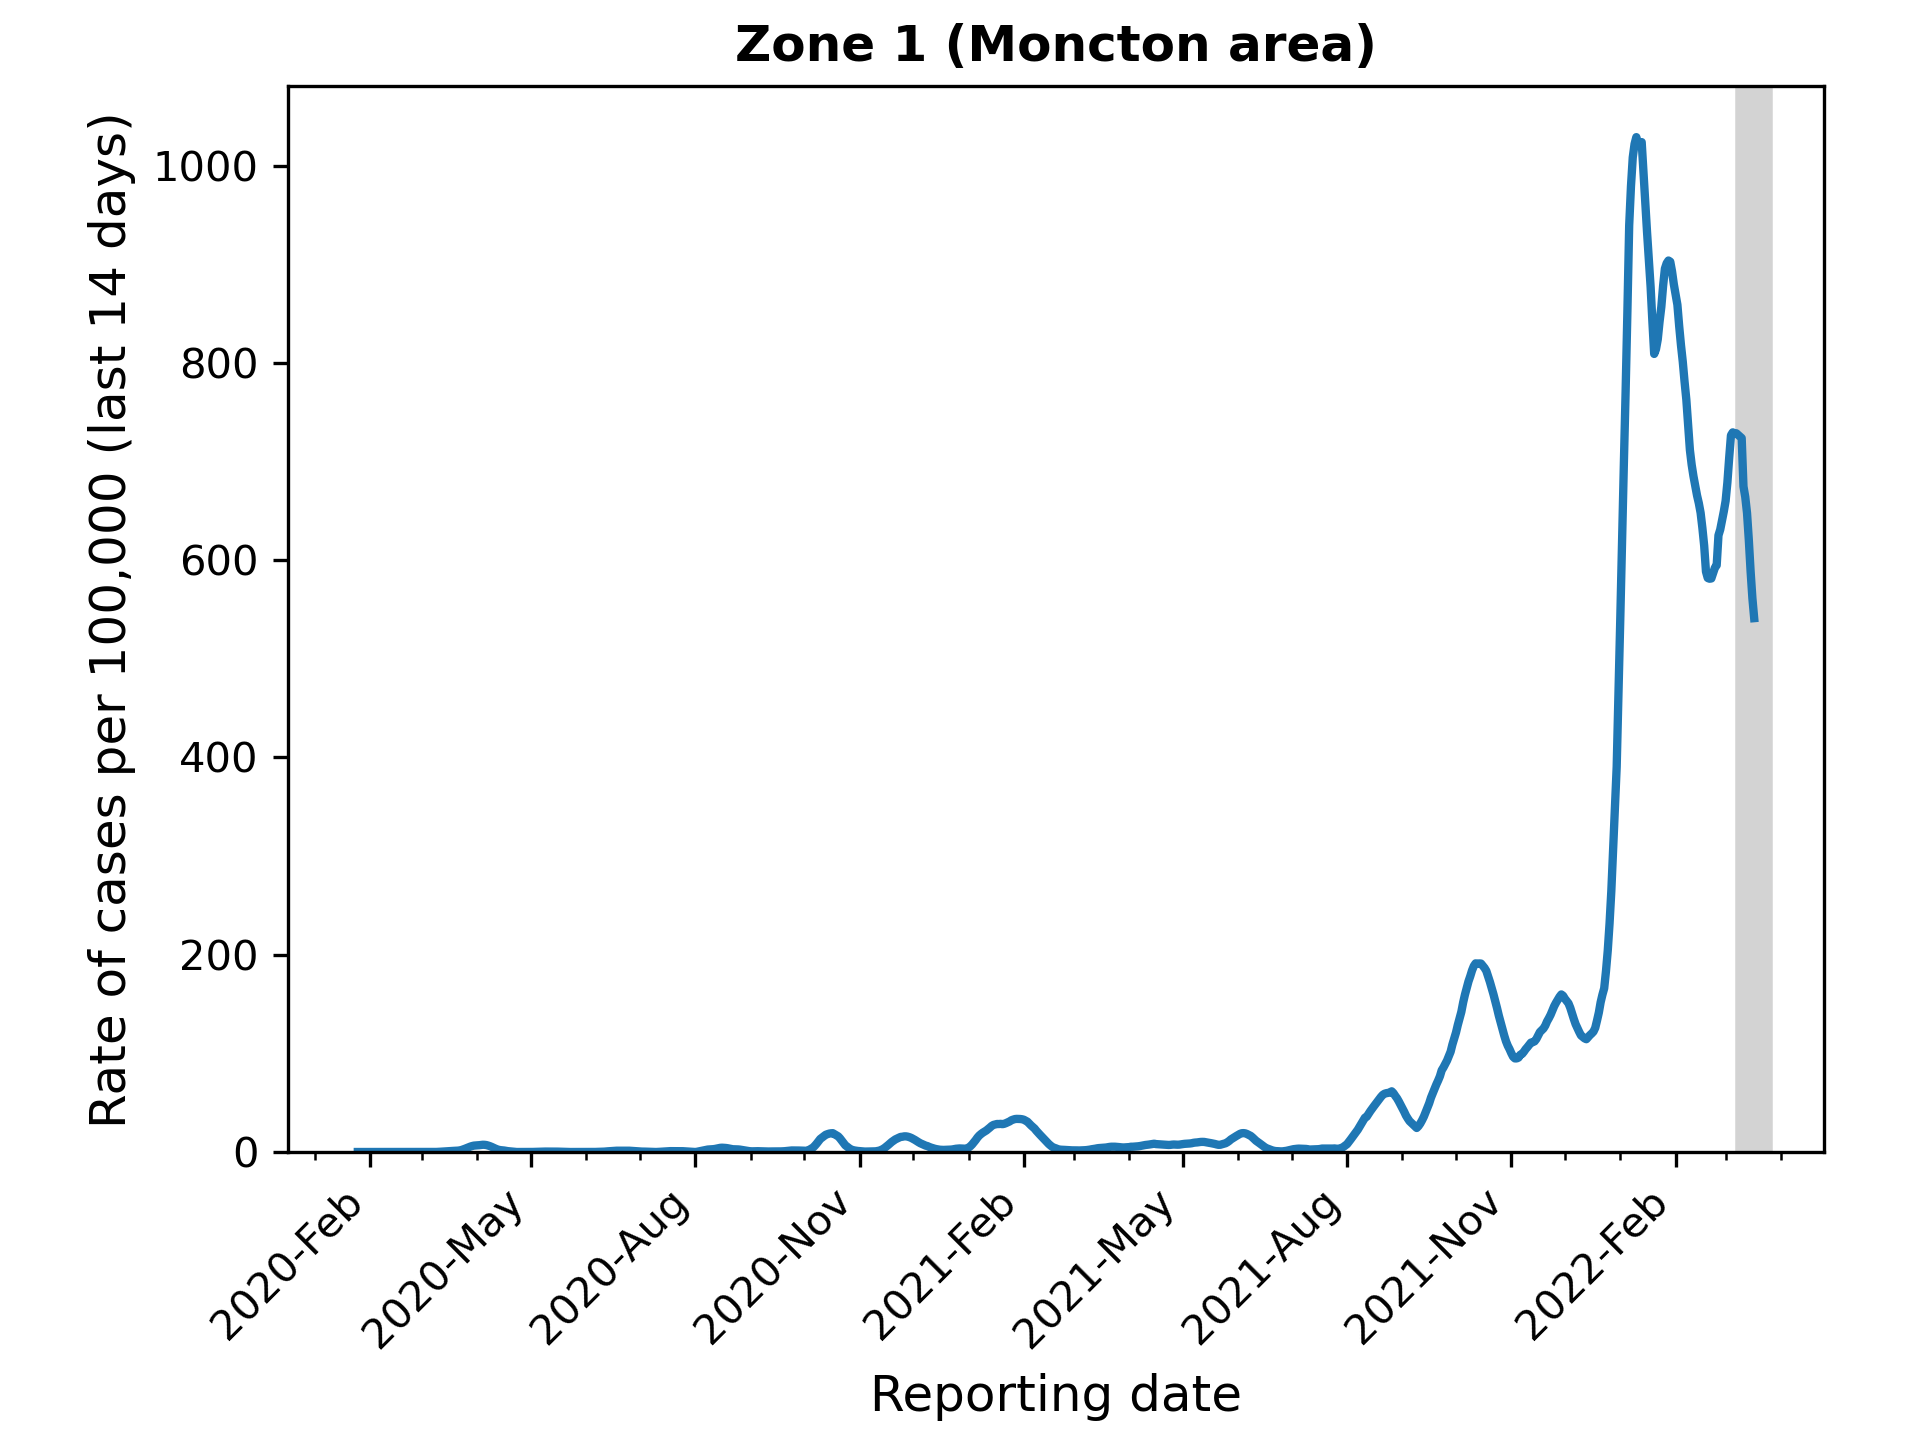 Zone 1 (Moncton area)
Rate of cases per 100,000 (last 14 days)
1000
800
600
400
200
0
2020-Feb
2020-May
2020-Aug
2020-Nov
2021-Feb
2021-May
2021-Aug
2021-Nov
2022-Feb
Reporting date